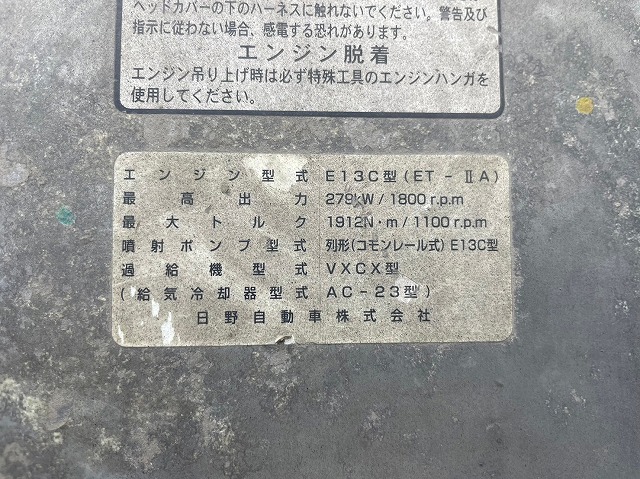 ヘッドカバーの下のハーネスに触れないでください。警告及び
指示に従わない場合、感電する恐れがあります。
エンジン脱着
エンジン吊り上げ時は必ず特殊工具のエンジンハンガを
使用してください。
エンジン型式 E13C型(ET-ⅡA)
最高出力 279kW/1800r.p.m
最大トルク 1912N·m/1100r.p.m
噴射ポンプ型式 列形(コモンレール式)E13C型
過給機型式 VXCX型
(給気冷却器型式 AC-23型)
日野自動車株式会社